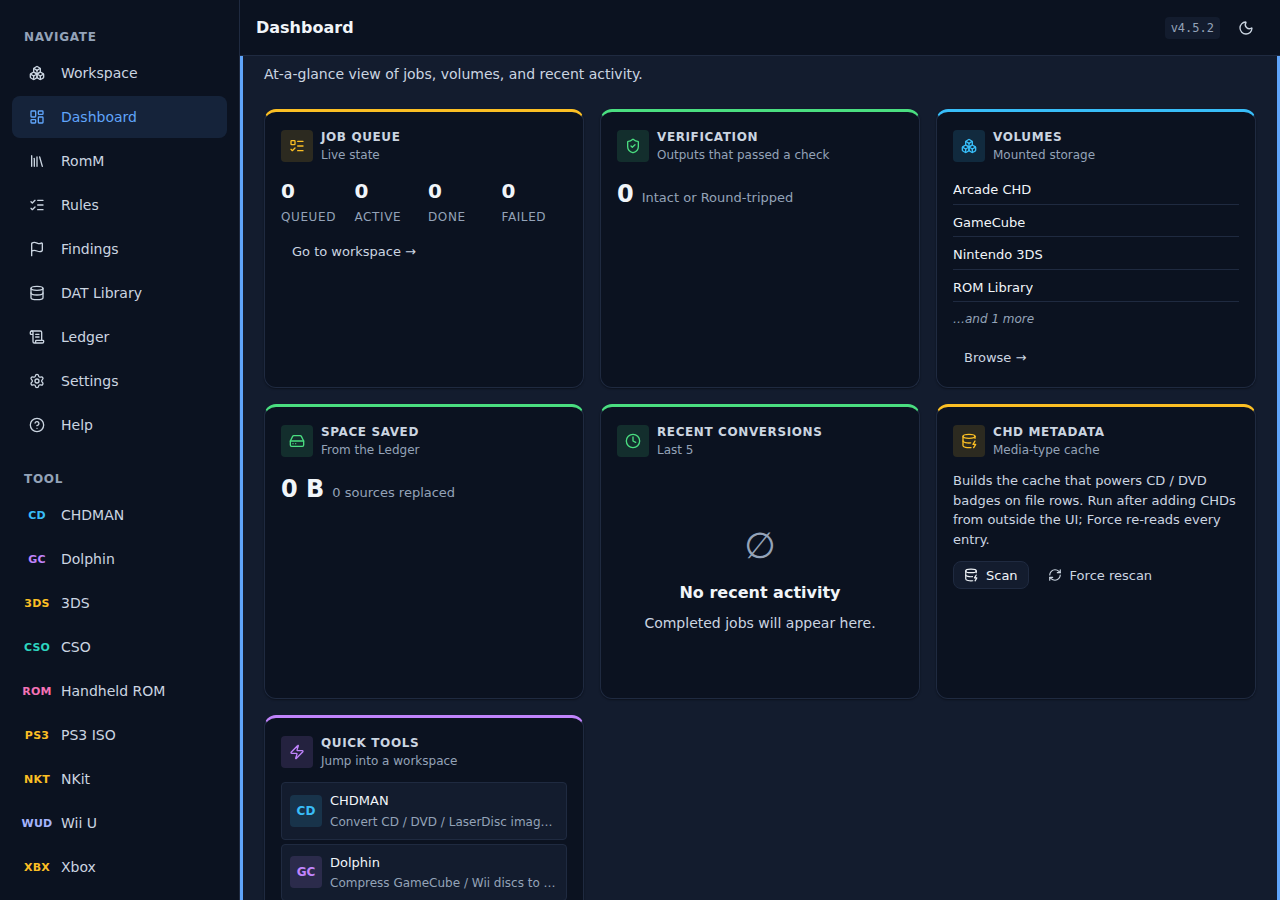 NAVIGATE
Workspace
Dashboard
RomM
Rules
Findings
DAT Library
Ledger
Settings
Help
TOOL
CD CHDMAN
GC Dolphin
3DS 3DS
CSO CSO
ROM Handheld ROM
PS3 PS3 ISO
NKT NKit
WUD Wii U
XBX Xbox
Dashboard
v4.5.2
At-a-glance view of jobs, volumes, and recent activity.
JOB QUEUE
Live state
0 0 0 0
QUEUED ACTIVE DONE FAILED
Go to workspace →
VERIFICATION
Outputs that passed a check
0 Intact or Round-tripped
VOLUMES
Mounted storage
Arcade CHD
GameCube
Nintendo 3DS
ROM Library
…and 1 more
Browse →
SPACE SAVED
From the Ledger
0 B 0 sources replaced
RECENT CONVERSIONS
Last 5
∅
No recent activity
Completed jobs will appear here.
CHD METADATA
Media-type cache
Builds the cache that powers CD / DVD
badges on file rows. Run after adding CHDs
from outside the UI; Force re-reads every
entry.
Scan Force rescan
QUICK TOOLS
Jump into a workspace
CD CHDMAN
Convert CD / DVD / LaserDisc imag…
GC Dolphin
Compress GameCube / Wii discs to …